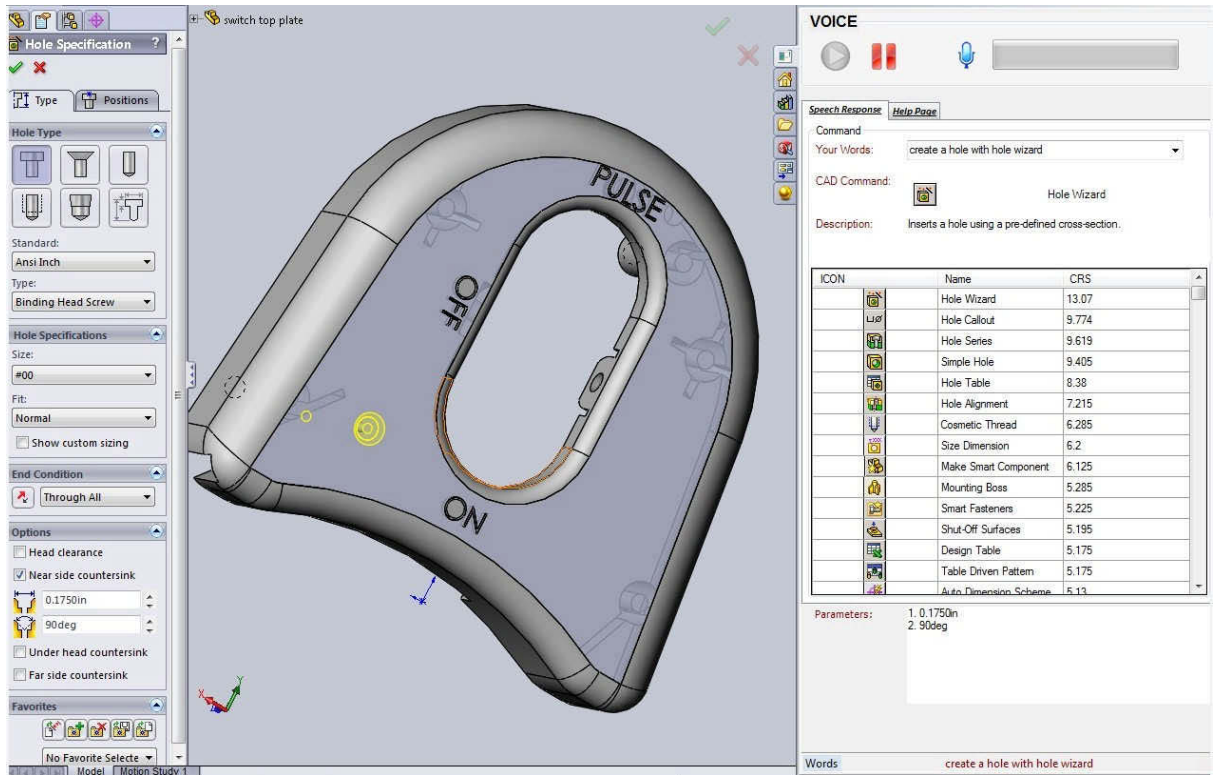 switch top plate
Hole Specification ?
Type Positions
Hole Type
Standard:
Ansi Inch
Type:
Binding Head Screw
Hole Specifications
Size:
#00
Fit:
Normal
Show custom sizing
End Condition
Through All
Options
Head clearance
Near side countersink
0.1750in
90deg
Under head countersink
Far side countersink
Favorites
No Favorite Selecte
Model Motion Study 1
PULSE
OFF
ON
X Y
VOICE
Speech Response Help Page
Command
Your Words: create a hole with hole wizard
CAD Command: Hole Wizard
Description: Inserts a hole using a pre-defined cross-section.
ICON Name CRS
Hole Wizard 13.07
Hole Callout 9.774
Hole Series 9.619
Simple Hole 9.405
Hole Table 8.38
Hole Alignment 7.215
Cosmetic Thread 6.285
Size Dimension 6.2
Make Smart Component 6.125
Mounting Boss 5.285
Smart Fasteners 5.225
Shut-Off Surfaces 5.195
Design Table 5.175
Table Driven Pattern 5.175
Auto Dimension Scheme 5.13
Parameters: 1. 0.1750in
2. 90deg
Words create a hole with hole wizard